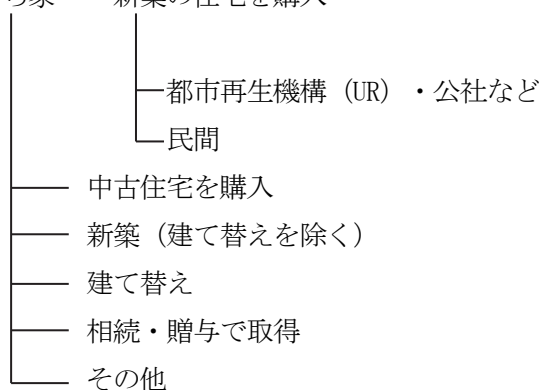 都市再生機構（UR）・公社など
民間
中古住宅を購入
新築（建て替えを除く）
建て替え
相続・贈与で取得
その他